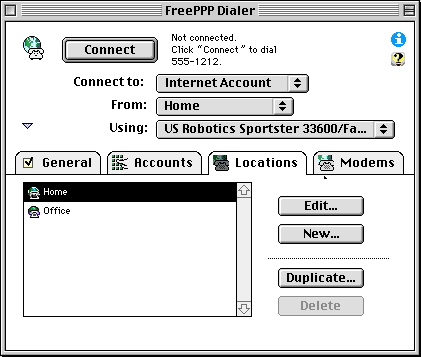 FreePPP Dialer
Connect
Not connected.
Click “Connect” to dial
555-1212.
Connect to:
Internet Account
From:
Home
Using:
US Robotics Sportster 33600/Fa...
General
Accounts
Locations
Modems
Home
Office
Edit...
New...
Duplicate...
Delete